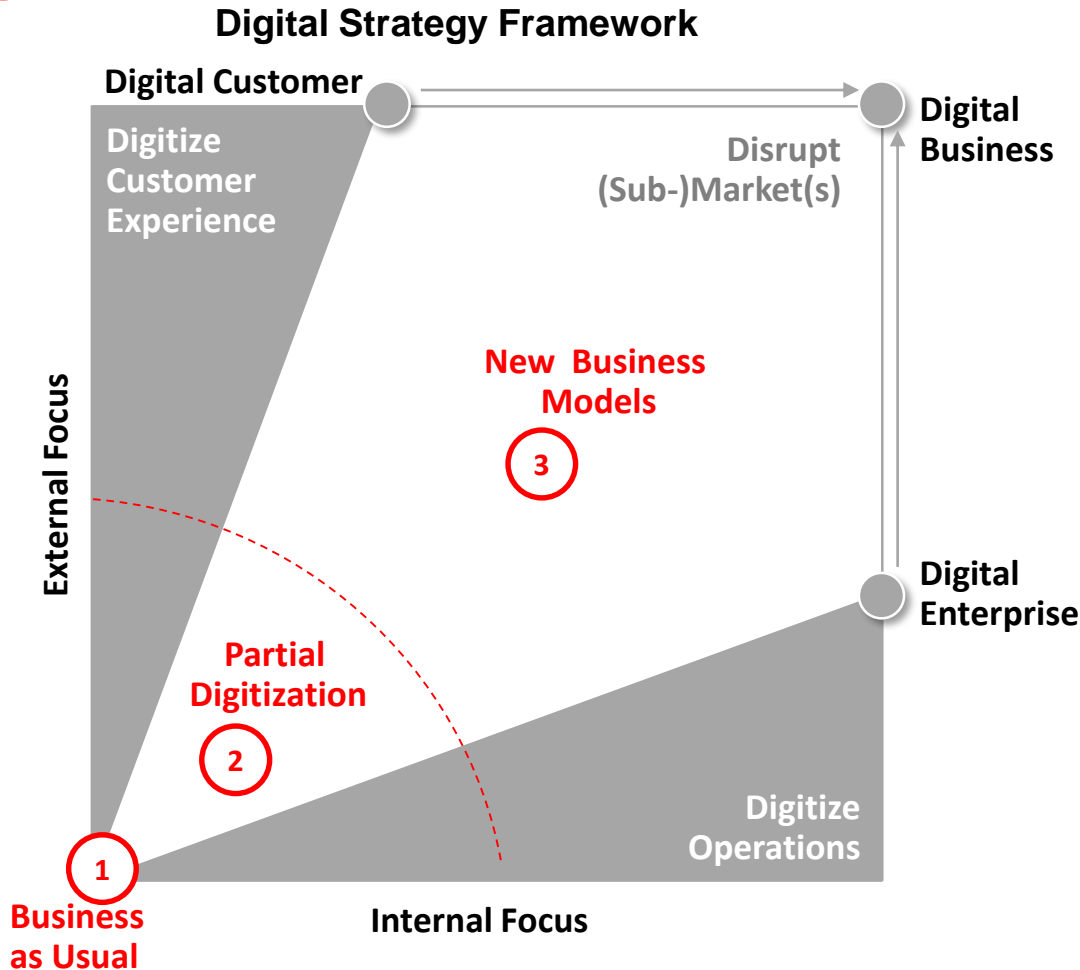 Digital Strategy Framework
Digital Customer
Digital
Business
Digitize
Customer
Experience
Disrupt
(Sub-)Market(s)
New Business
Models
3
External Focus
Digital
Enterprise
Partial
Digitization
2
Digitize
Operations
1
Business
as Usual
Internal Focus